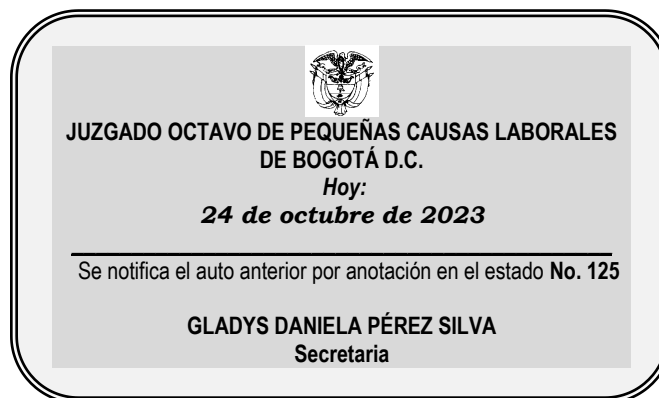 JUZGADO OCTAVO DE PEQUEÑAS CAUSAS LABORALES
DE BOGOTÁ D.C.
Hoy:
24 de octubre de 2023
Se notifica el auto anterior por anotación en el estado No. 125
GLADYS DANIELA PÉREZ SILVA
Secretaria